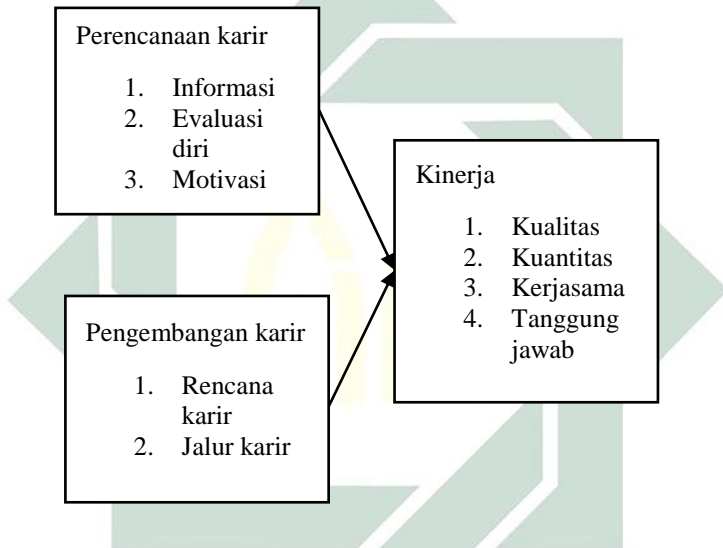 Perencanaan karir
1. Informasi
2. Evaluasi
diri
3. Motivasi
Kinerja
1. Kualitas
2. Kuantitas
3. Kerjasama
4. Tanggung
jawab
Pengembangan karir
1. Rencana
karir
2. Jalur karir